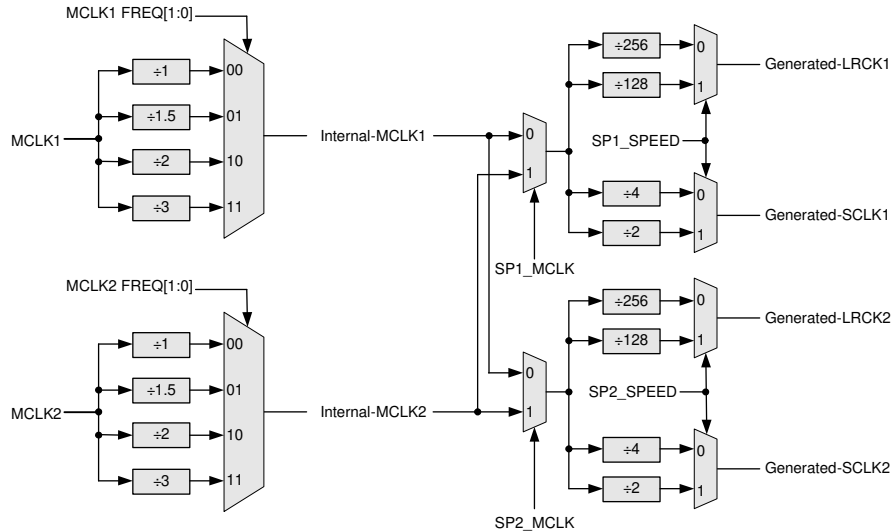 MCLK1 FREQ[1:0]
÷1
00
÷1.5
01
MCLK1
÷2
10
÷3
11
Internal-MCLK1
0
1
SP1_MCLK
÷256
0
÷128
1
Generated-LRCK1
SP1_SPEED
÷4
0
÷2
1
Generated-SCLK1
MCLK2 FREQ[1:0]
÷1
00
÷1.5
01
MCLK2
÷2
10
÷3
11
Internal-MCLK2
0
1
SP2_MCLK
÷256
0
÷128
1
Generated-LRCK2
SP2_SPEED
÷4
0
÷2
1
Generated-SCLK2